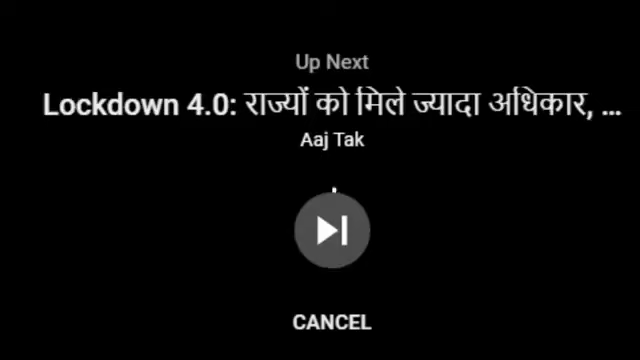 Up Next
Lockdown 4.0: राज्यों को मिले ज्यादा अधिकार, ...
Aaj Tak
CANCEL